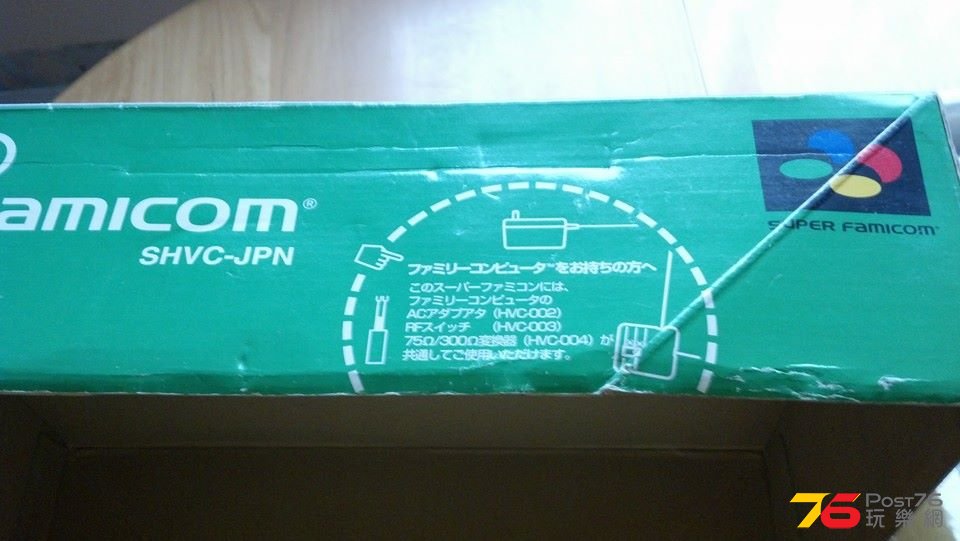 amicom®
SHVC-JPN
ファミリーコンピュータ™をお持ちの方へ
このスーパーファミコンには、
ファミリーコンピュータの
ACアダプタ（HVC-002）
RFスイッチ （HVC-003）
75Ω/300Ω変換器（HVC-004）が
共通してご使用いただけます。
SUPER FAMICOM™
76 POST76
玩樂網